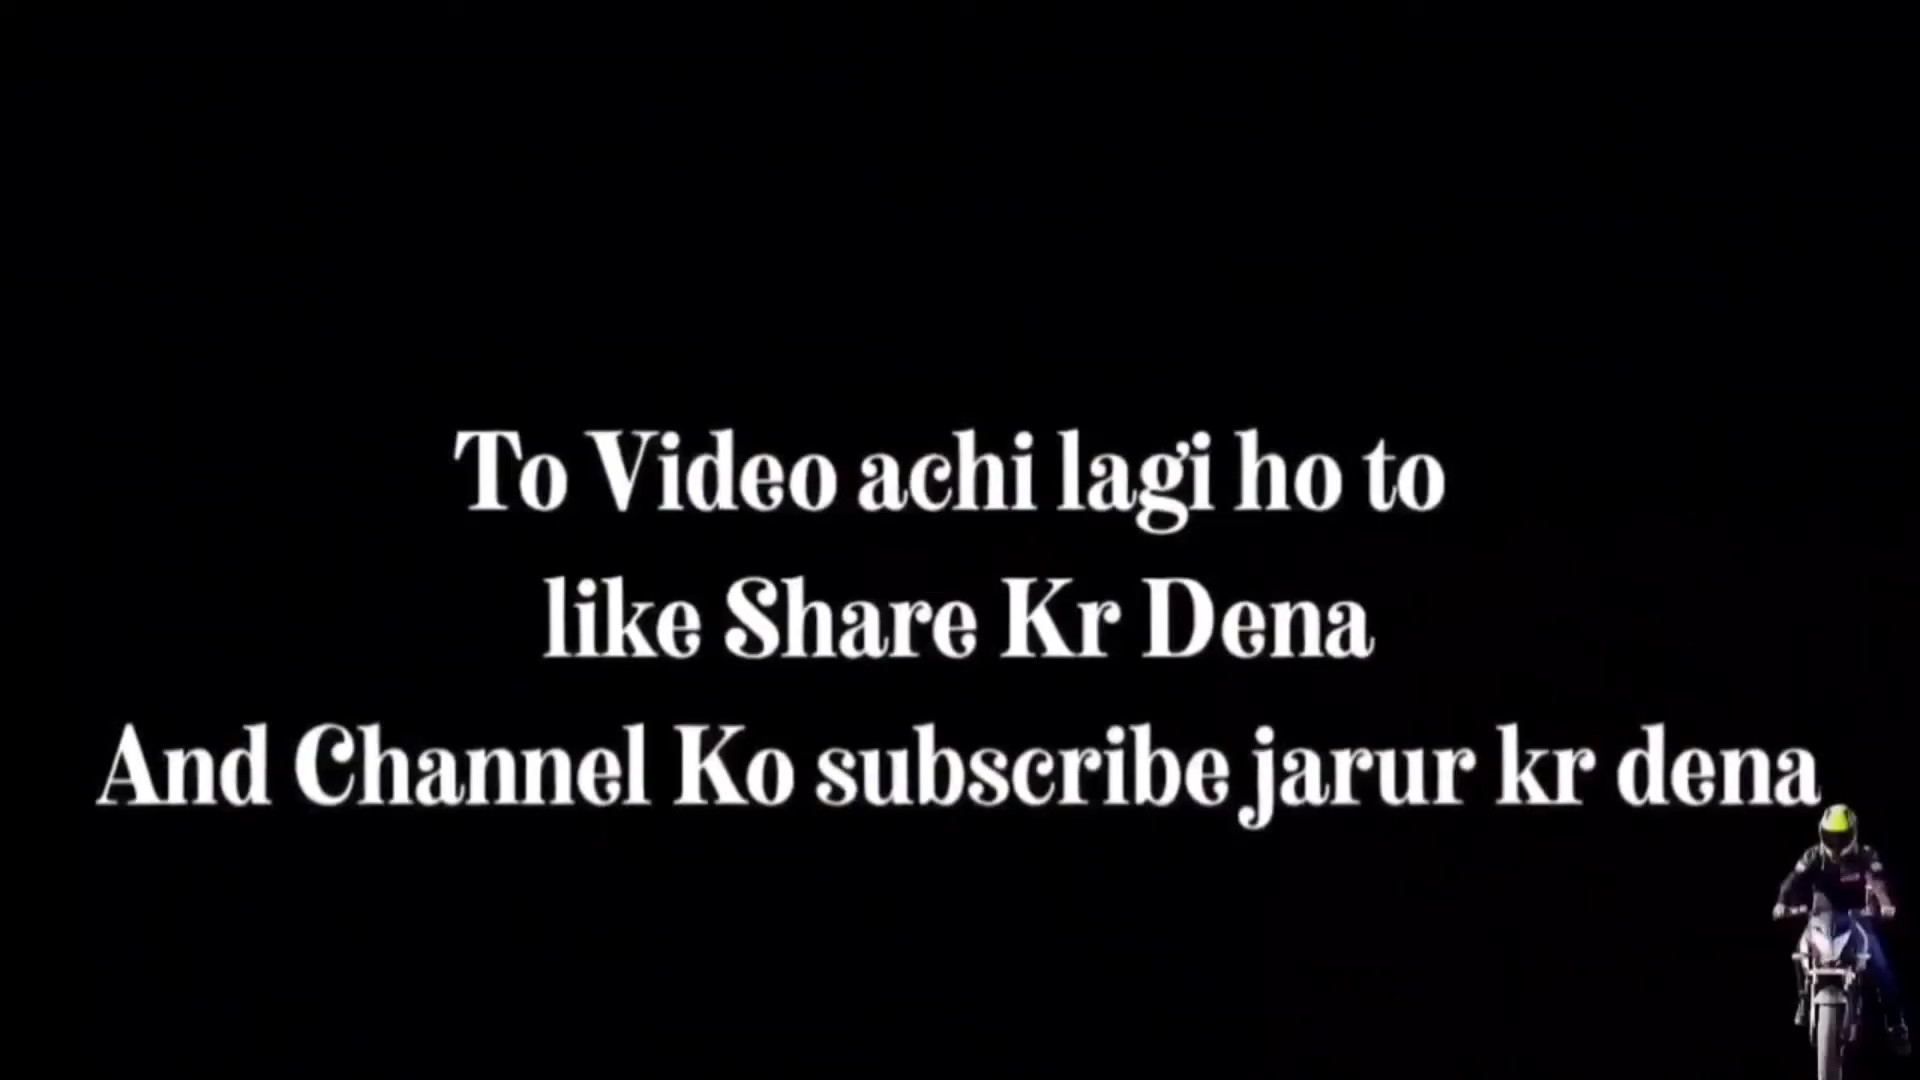 To Video achi lagi ho to
like Share Kr Dena
And Channel Ko subscribe jarur kr dena